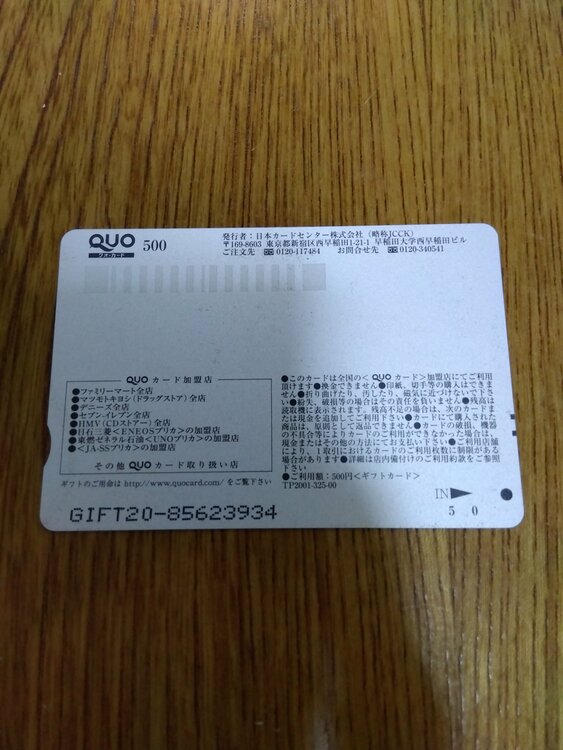 QUO 500
クオ・カード
発行者：日本カードセンター株式会社（略称JCCK）
〒169-8603 東京都新宿区西早稲田1-21-1 早稲田大学西早稲田ビル
ご注文先 0120-117484 お問合せ先 0120-340541
QUO カード加盟店
●ファミリーマート全店
●マツモトキヨシ（ドラッグストア）全店
●デニーズ全店
●セブン-イレブン全店
●HMV（CDストアー）全店
●日石三菱＜ENEOSプリカ＞の加盟店
●東燃ゼネラル石油＜UNOプリカ＞の加盟店
●＜JA-SSプリカ＞の加盟店
その他 QUO カード取り扱い店
ギフトのご用命は http://www.quocard.com/ をご覧下さい
GIFT20-85623934
●このカードは全国の＜QUO カード＞加盟店にてご利用
頂けます●換金できません●印紙、切手等の購入はできま
せん●折り曲げたり、汚したり、磁気に近づけないで下さ
い●紛失、破損等の場合はその責任を負いません●残高は
読取機に表示されます。残高不足の場合は、次のカードま
たは現金を追加してご利用下さい●カードにて購入された
商品は、原則として返品できません●カードの破損、機器
の不具合等によりカードのご利用ができなかった場合は、
現金またはその他の方法にてお支払い下さい●ご利用店舗
により、1取引におけるカードのご利用枚数に制限がある
場合があります●詳細は店内備付けのご利用約款をご参照
下さい
●ご利用額：500円＜ギフトカード＞
TP2001-325-00
IN▶
5 0